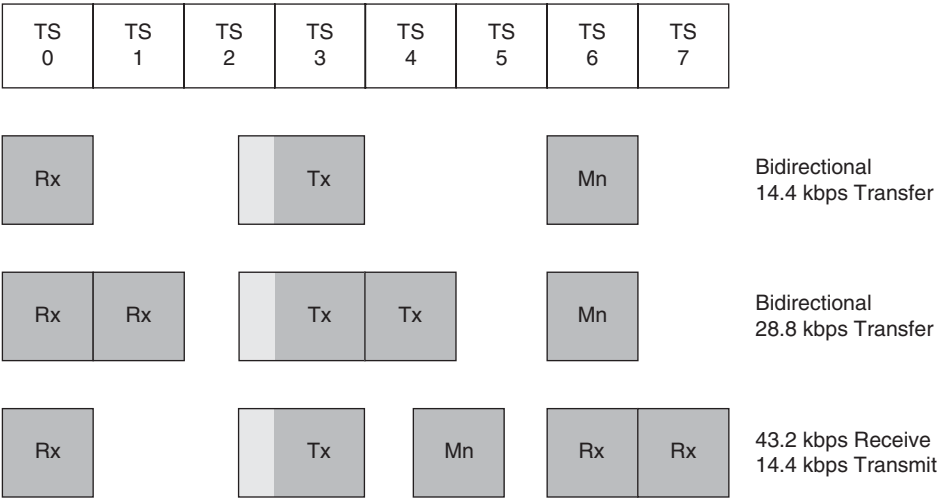 TS TS TS TS TS TS TS TS
0 1 2 3 4 5 6 7
Rx Tx Mn
Bidirectional
14.4 kbps Transfer
Rx Rx Tx Tx Mn
Bidirectional
28.8 kbps Transfer
Rx Tx Mn Rx Rx
43.2 kbps Receive
14.4 kbps Transmit